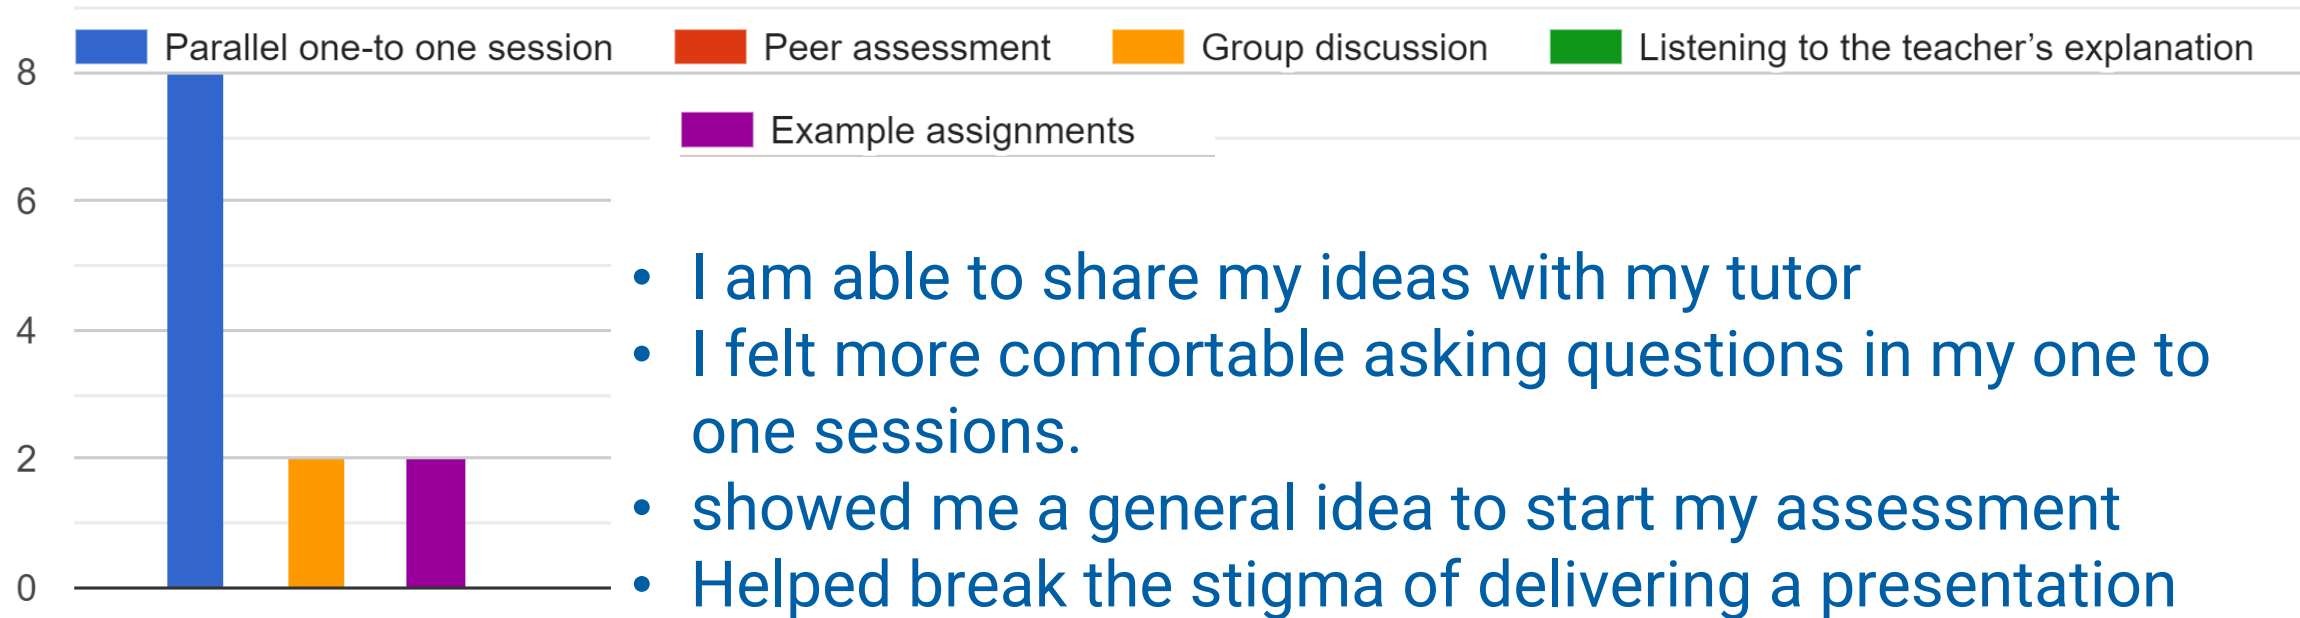 Parallel one-to one session Peer assessment Group discussion Listening to the teacher’s explanation
8
Example assignments
6
4
2
0
• I am able to share my ideas with my tutor
• I felt more comfortable asking questions in my one to
one sessions.
• showed me a general idea to start my assessment
• Helped break the stigma of delivering a presentation